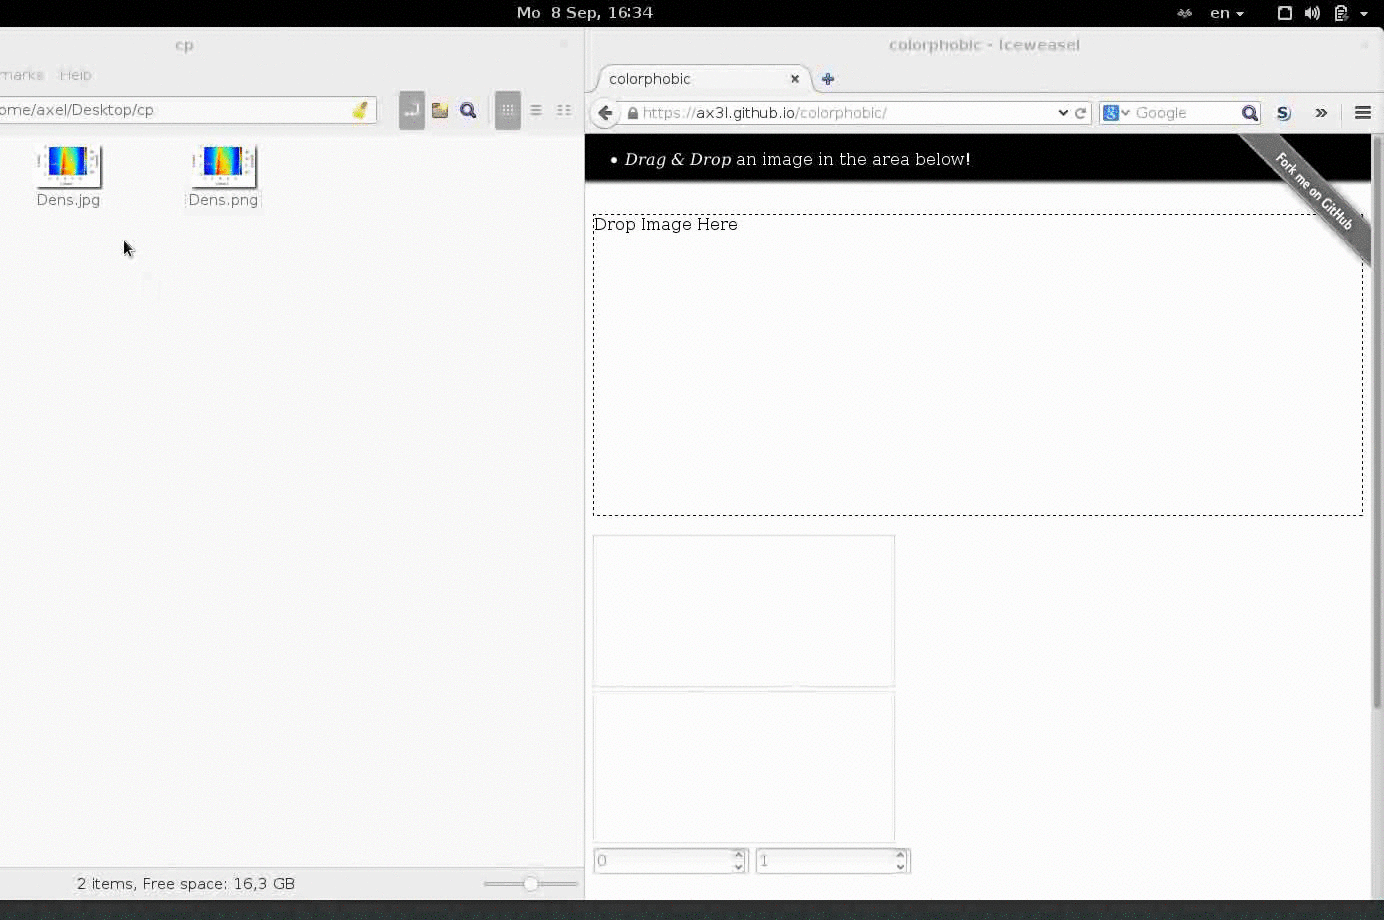 Mo 8 Sep, 16:34
en
cp
marks Help
ome/axel/Desktop/cp
Dens.jpg
Dens.png
2 items, Free space: 16,3 GB
colorphobic - Iceweasel
colorphobic
https://ax3l.github.io/colorphobic/
Google
Drag & Drop an image in the area below!
Fork me on GitHub
Drop Image Here
0
1